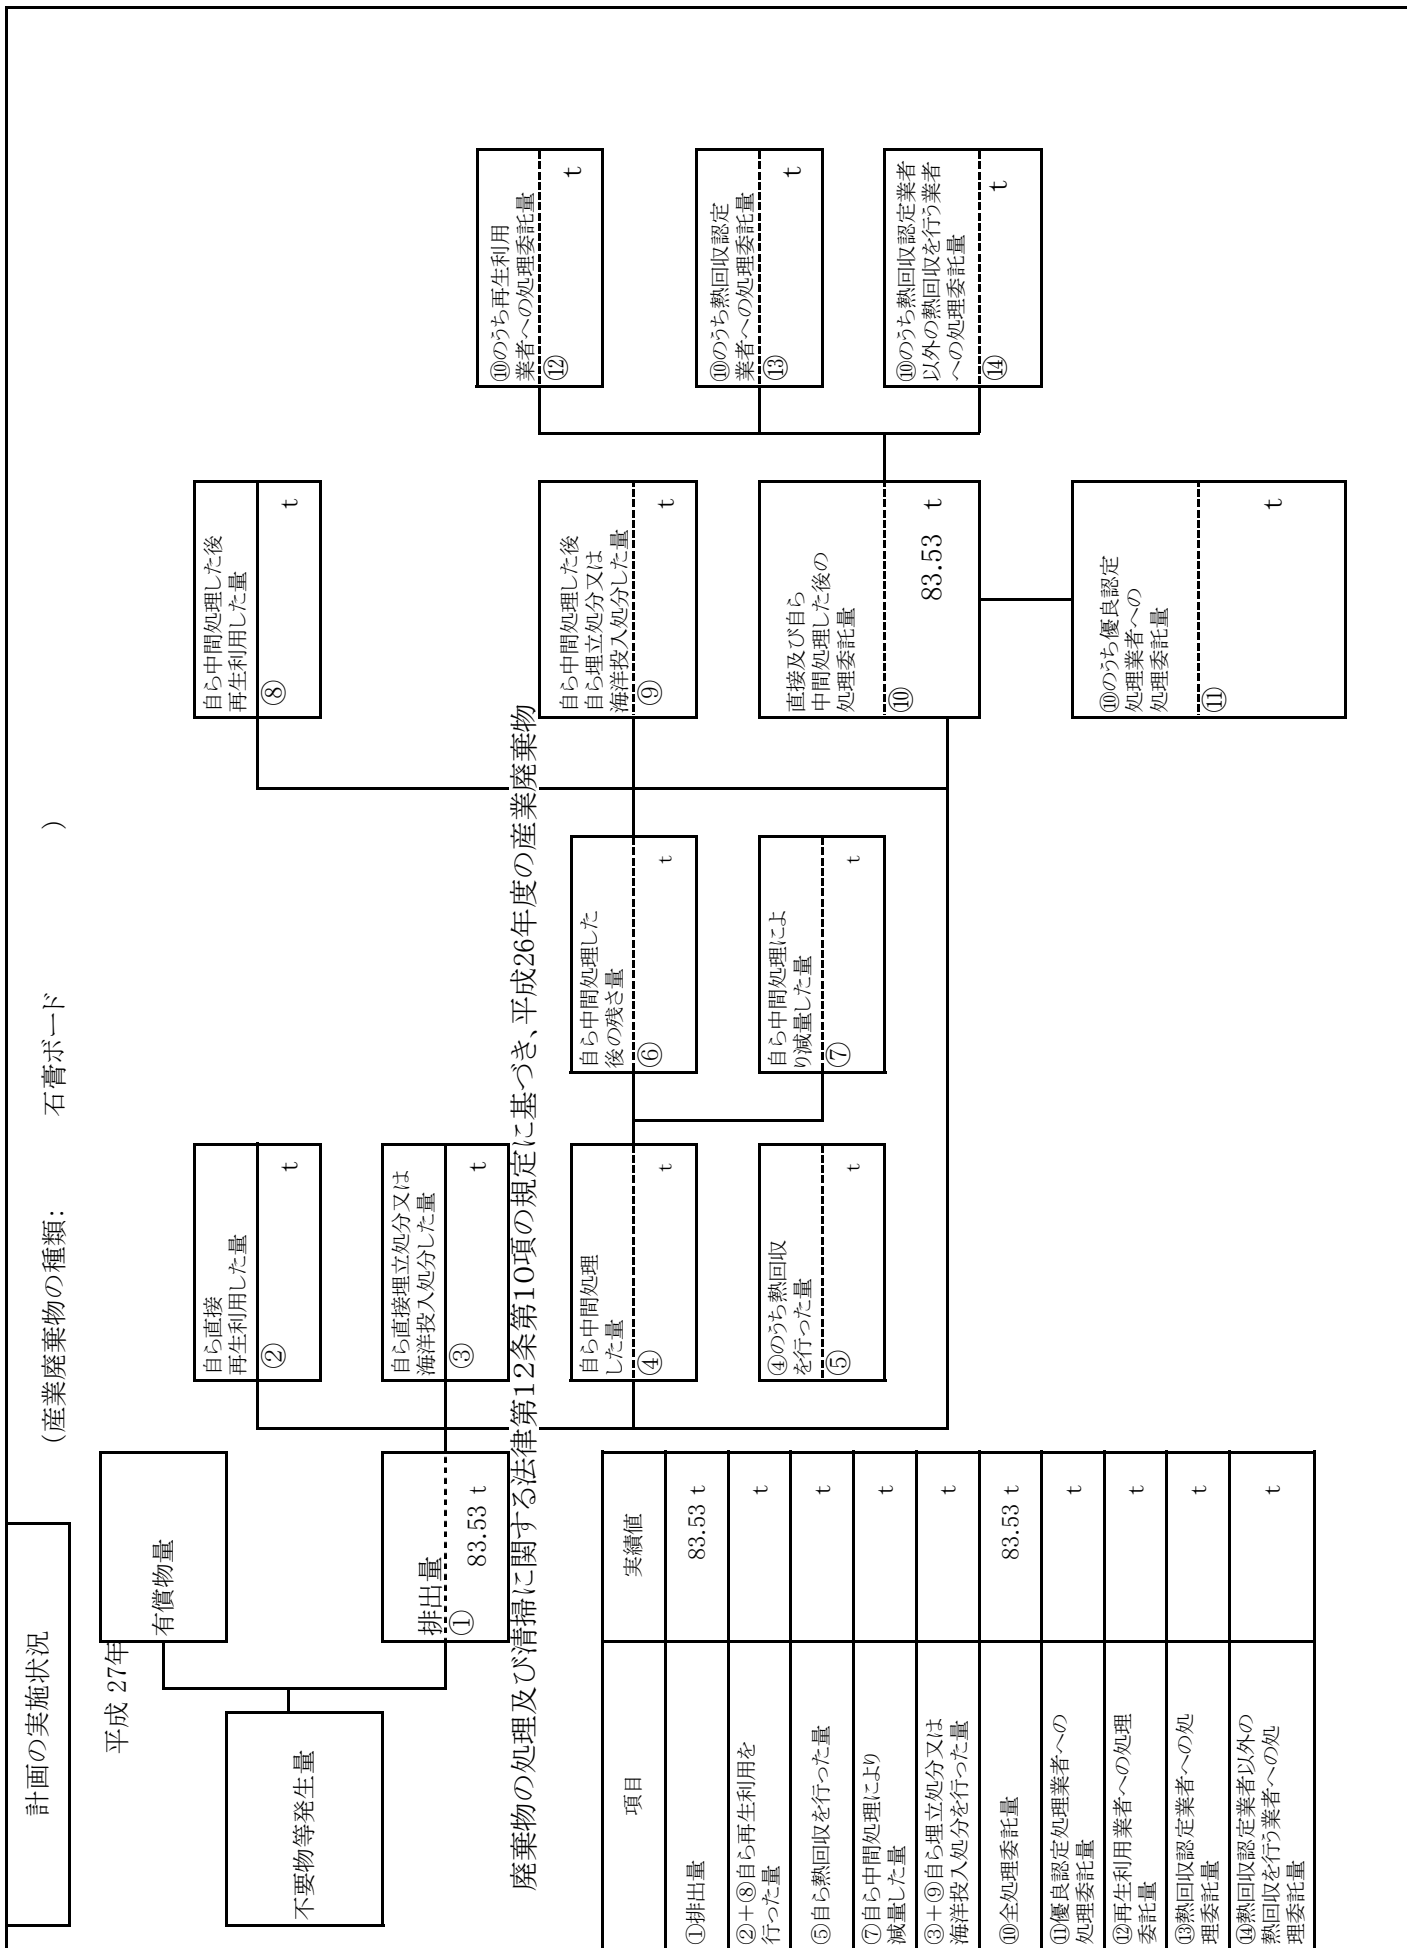 計画の実施状況
(産業廃棄物の種類:　石膏ボード　)
平成 27年
不要物等発生量
有償物量
排出量
①
83.53 t
自ら直接
再生利用した量
②
t
自ら直接埋立処分又は
海洋投入処分した量
③
t
廃棄物の処理及び清掃に関する法律第12条第10項の規定に基づき、平成26年度の産業廃棄物
自ら中間処理
した量
④
t
④のうち熱回収
を行った量
⑤
t
自ら中間処理した
後の残さ量
⑥
t
自ら中間処理によ
り減量した量
⑦
t
自ら中間処理した後
再生利用した量
⑧
t
自ら中間処理した後
自ら埋立処分又は
海洋投入処分した量
⑨
t
直接及び自ら
中間処理した後の
処理委託量
⑩
83.53 t
⑩のうち優良認定
処理業者への
処理委託量
⑪
t
⑩のうち再生利用
業者への処理委託量
⑫
t
⑩のうち熱回収認定
業者への処理委託量
⑬
t
⑩のうち熱回収認定業者
以外の熱回収を行う業者
への処理委託量
⑭
t
項目 実績値
①排出量 83.53 t
②+⑧自ら再生利用を
行った量 t
⑤自ら熱回収を行った量 t
⑦自ら中間処理により
減量した量 t
③+⑨自ら埋立処分又は
海洋投入処分を行った量 t
⑩全処理委託量 83.53 t
⑪優良認定処理業者への
処理委託量 t
⑫再生利用業者への処理
委託量 t
⑬熱回収認定業者への処
理委託量 t
⑭熱回収認定業者以外の
熱回収を行う業者への処
理委託量 t